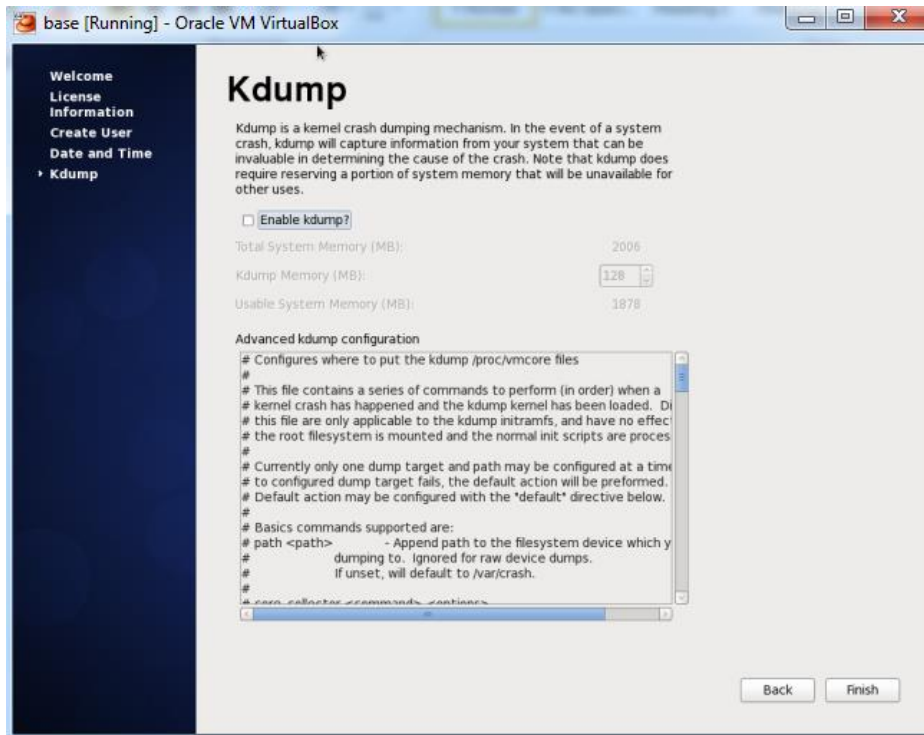 base [Running] - Oracle VM VirtualBox
Welcome
License
Information
Create User
Date and Time
Kdump
Kdump
Kdump is a kernel crash dumping mechanism. In the event of a system
crash, kdump will capture information from your system that can be
invaluable in determining the cause of the crash. Note that kdump does
require reserving a portion of system memory that will be unavailable for
other uses.
Enable kdump?
Total System Memory (MB): 2006
Kdump Memory (MB): 128
Usable System Memory (MB): 1878
Advanced kdump configuration
# Configures where to put the kdump /proc/vmcore files
#
# This file contains a series of commands to perform (in order) when a
# kernel crash has happened and the kdump kernel has been loaded. Di
# this file are only applicable to the kdump initramfs, and have no effec
# the root filesystem is mounted and the normal init scripts are proces
#
# Currently only one dump target and path may be configured at a time
# to configured dump target fails, the default action will be preformed.
# Default action may be configured with the "default" directive below.
#
# Basics commands supported are:
# path <path> - Append path to the filesystem device which y
# dumping to. Ignored for raw device dumps.
# If unset, will default to /var/crash.
#
# core_collector <command> <options>
Back Finish